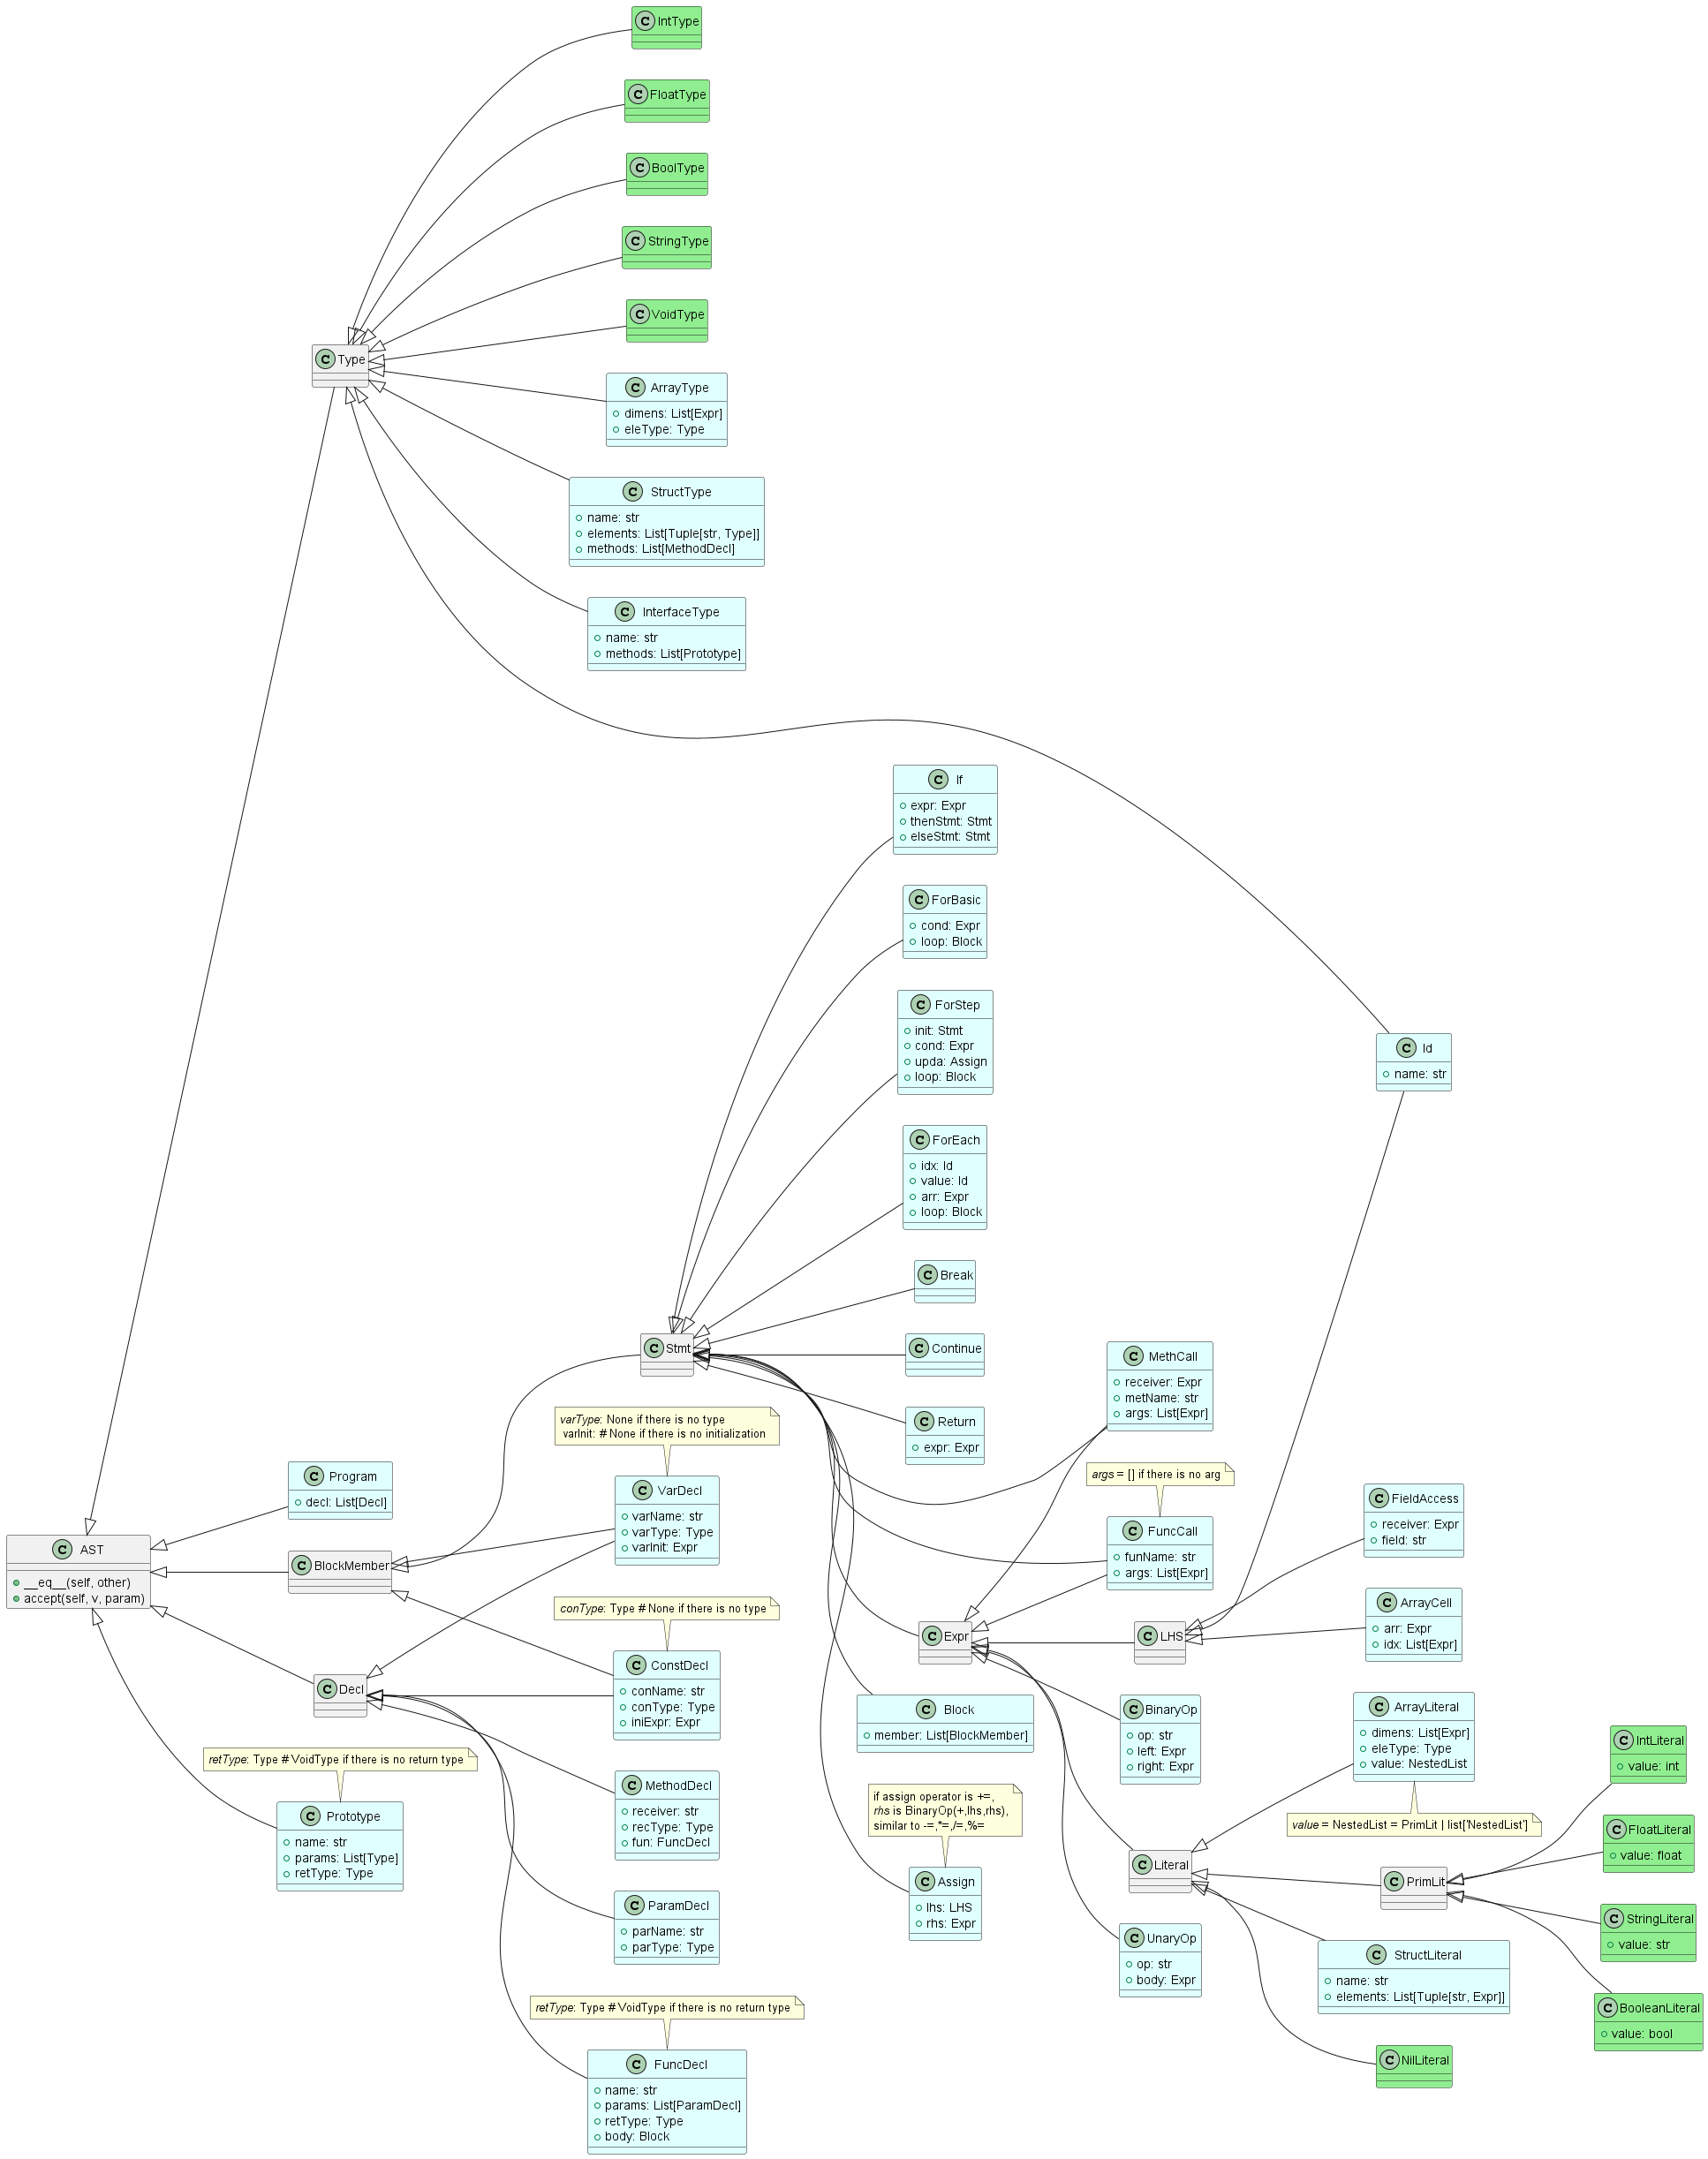 C IntType
C FloatType
C BoolType
C StringType
C VoidType
C Type
C ArrayType
dimens: List[Expr]
eleType: Type
C StructType
name: str
elements: List[Tuple[str, Type]]
methods: List[MethodDecl]
C InterfaceType
name: str
methods: List[Prototype]
C If
expr: Expr
thenStmt: Stmt
elseStmt: Stmt
C ForBasic
cond: Expr
loop: Block
C ForStep
init: Stmt
cond: Expr
upda: Assign
loop: Block
C Id
name: str
C ForEach
idx: Id
value: Id
arr: Expr
loop: Block
C Break
C Stmt
C Continue
C MethCall
receiver: Expr
metName: str
args: List[Expr]
C Return
expr: Expr
varType: None if there is no type
varInit: # None if there is no initialization
C Program
decl: List[Decl]
C VarDecl
varName: str
varType: Type
varInit: Expr
args = [] if there is no arg
C FuncCall
funName: str
args: List[Expr]
C FieldAccess
receiver: Expr
field: str
C AST
__eq__(self, other)
accept(self, v, param)
C BlockMember
conType: Type # None if there is no type
C ConstDecl
conName: str
conType: Type
iniExpr: Expr
C Expr
C LHS
C ArrayCell
arr: Expr
idx: List[Expr]
C Decl
C Block
member: List[BlockMember]
C BinaryOp
op: str
left: Expr
right: Expr
C ArrayLiteral
dimens: List[Expr]
eleType: Type
value: NestedList
value = NestedList = PrimLit | list['NestedList']
C IntLiteral
value: int
retType: Type # VoidType if there is no return type
C Prototype
name: str
params: List[Type]
retType: Type
C MethodDecl
receiver: str
recType: Type
fun: FuncDecl
if assign operator is +=,
rhs is BinaryOp(+,lhs,rhs),
similar to -=,*=,/=,%=
C Assign
lhs: LHS
rhs: Expr
C Literal
C PrimLit
C FloatLiteral
value: float
C ParamDecl
parName: str
parType: Type
C UnaryOp
op: str
body: Expr
C StructLiteral
name: str
elements: List[Tuple[str, Expr]]
C StringLiteral
value: str
C BooleanLiteral
value: bool
C NilLiteral
retType: Type # VoidType if there is no return type
C FuncDecl
name: str
params: List[ParamDecl]
retType: Type
body: Block